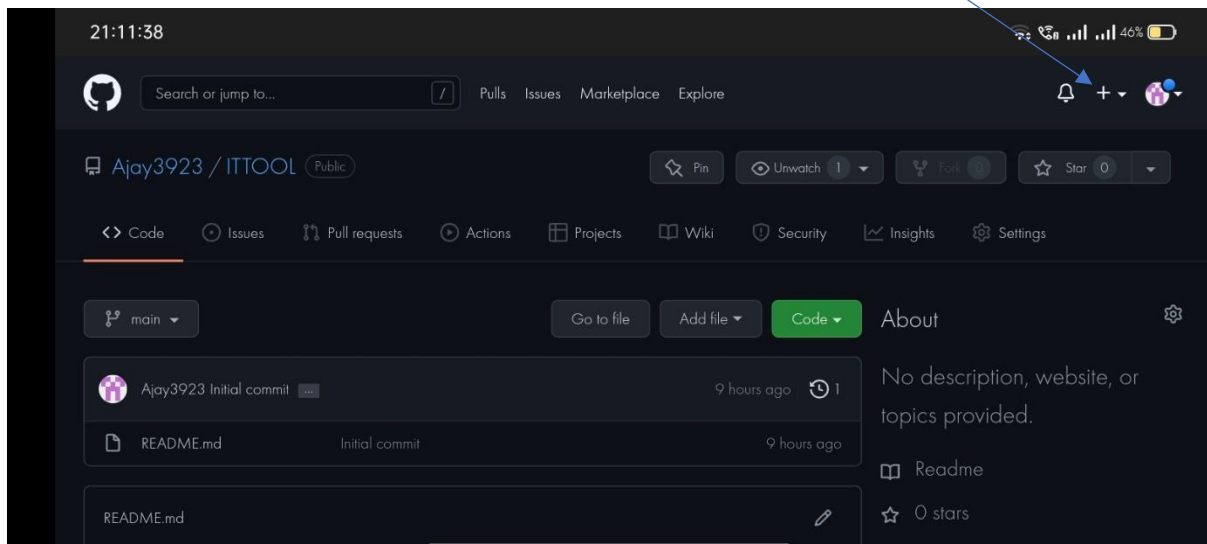 21:11:38 46%
Search or jump to... / Pulls Issues Marketplace Explore
Ajay3923 / ITTOOL Public Pin Unwatch 1 Fork 0 Star 0
<> Code Issues Pull requests Actions Projects Wiki Security Insights Settings
main Go to file Add file Code About
Ajay3923 Initial commit ... 9 hours ago 1 No description, website, or
topics provided.
README.md Initial commit 9 hours ago
Readme
README.md 0 stars